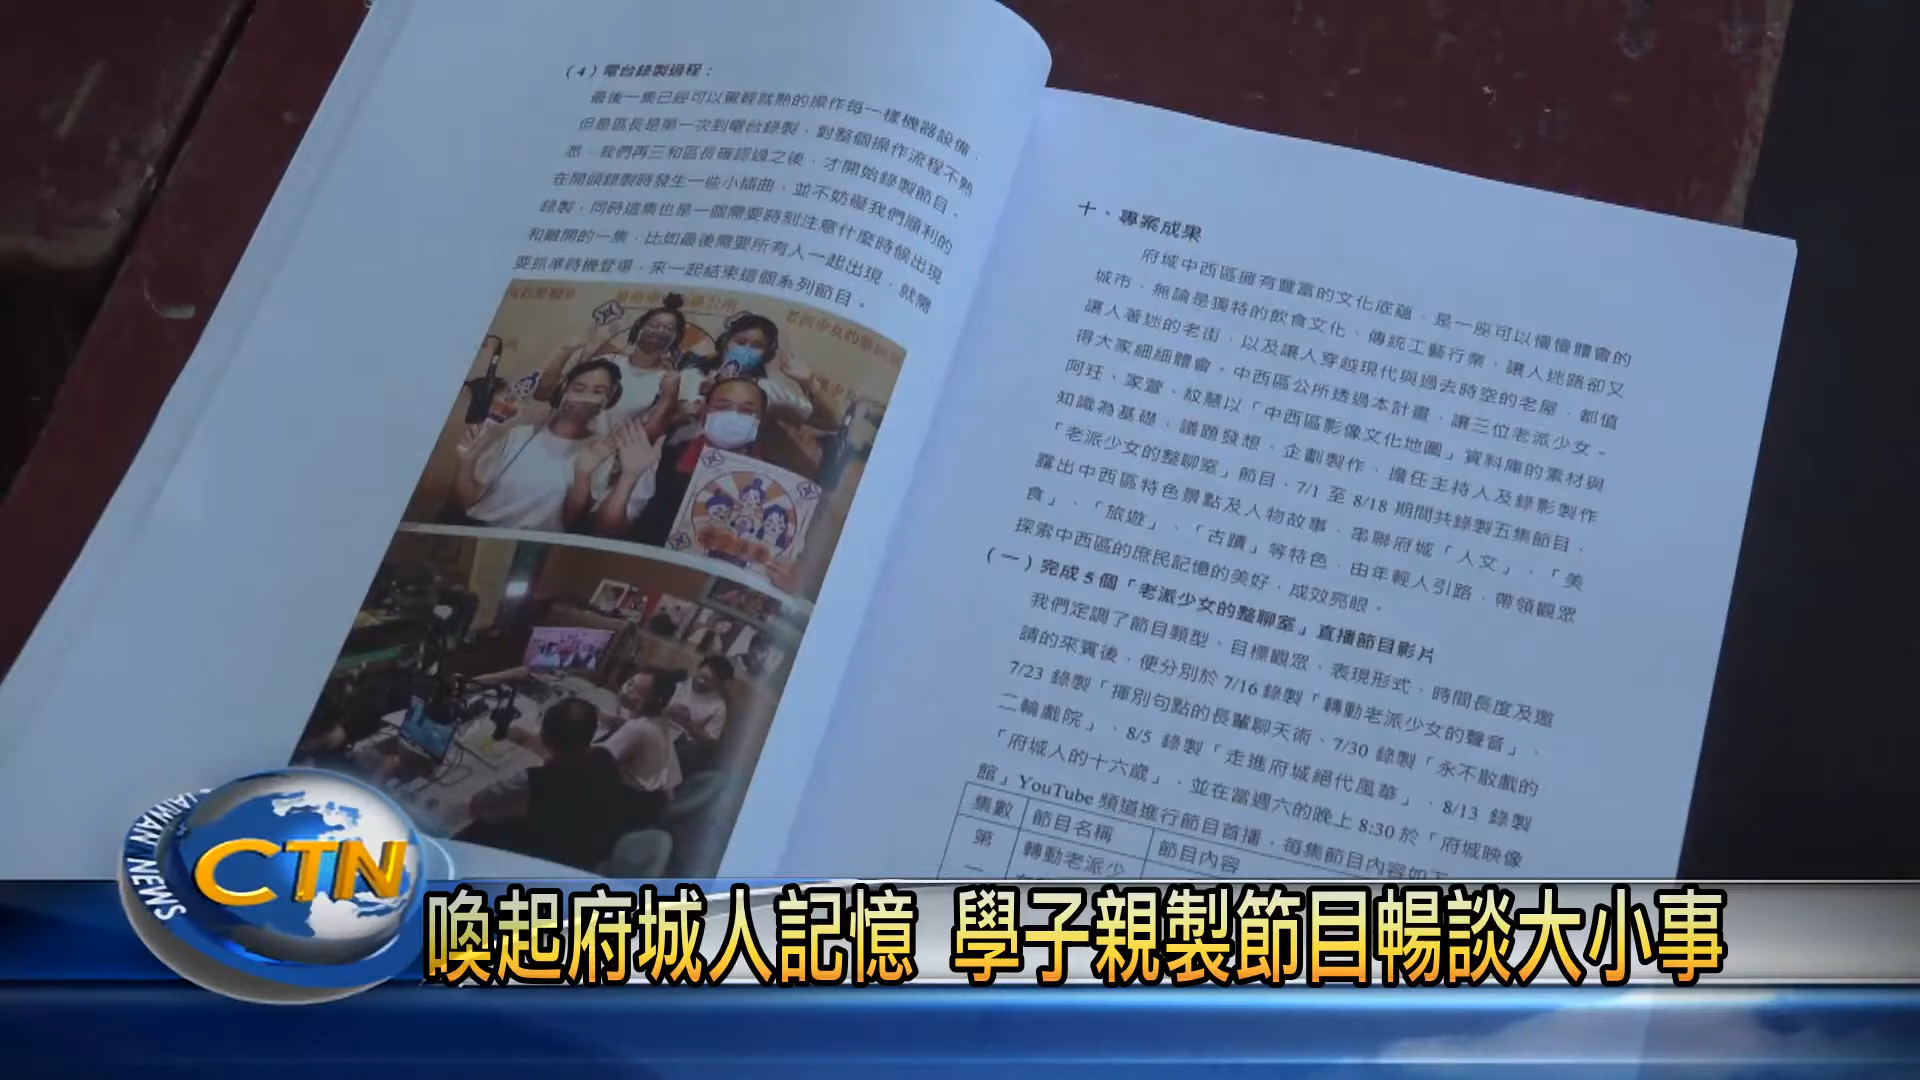 (4)電台錄製過程：
最後一集已經可以駕輕就熟的操作每一樣機器設備，
但是區長是第一次到電台錄製，對整個操作流程不熟
悉，我們再三和區長確認過之後，才開始錄製節目，
在開頭錄製時發生一些小插曲，並不妨礙我們順利的
錄製，同時這集也是一個需要時刻注意什麼時候出現
和離開的一集，比如最後需要所有人一起出現，就需
要抓準時機登場，來一起結束這個系列節目。
十、專案成果
府城中西區擁有豐富的文化底蘊，是一座可以慢慢體會的
城市，無論是獨特的飲食文化、傳統工藝行業，讓人迷路卻又
讓人著迷的老街，以及讓人穿越現代與過去時空的老屋，都值
得大家細細體會。中西區公所透過本計畫，讓三位老派少女。
阿玨、家萱、紋慧以「中西區影像文化地圖」資料庫的素材與
知識為基礎，議題發想、企劃製作、擔任主持人及錄影製作
「老派少女的整聊室」節目，7/1 至 8/18 期間共錄製五集節目，
露出中西區特色景點及人物故事，串聯府城「人文」、「美
食」、「旅遊」、「古蹟」等特色，由年輕人引路，帶領觀眾
探索中西區的庶民記憶的美好，成效亮眼。
(一)完成 5 個「老派少女的整聊室」直播節目影片
我們定調了節目類型、目標觀眾、表現形式、時間長度及邀
請的來賓後，便分別於 7/16 錄製「轉動老派少女的聲音」、
7/23 錄製「揮別句點的長輩聊天術、7/30 錄製「永不散戲的
二輪戲院」、8/5 錄製「走進府城絕代風華」、8/13 錄製
「府城人的十六歲」，並在當週六的晚上 8:30 於「府城映像
館」YouTube 頻道進行節目首播，每集節目內容如下
集數 節目名稱 節目內容
第 轉動老派少
一
TAIWAN NEWS
CTN
喚起府城人記憶 學子親製節目暢談大小事